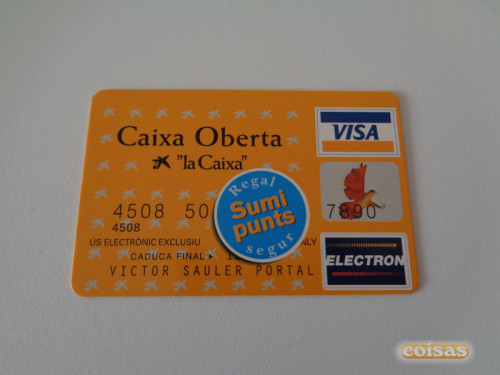 Caixa Oberta
"la Caixa"
VISA
Regal
Sumi
punts
segur
4508 50 7890
4508
ÚS ELECTRÒNIC EXCLUSIU NLY
CADUCA FINAL
ELECTRON
VICTOR SAULER PORTAL
coisas